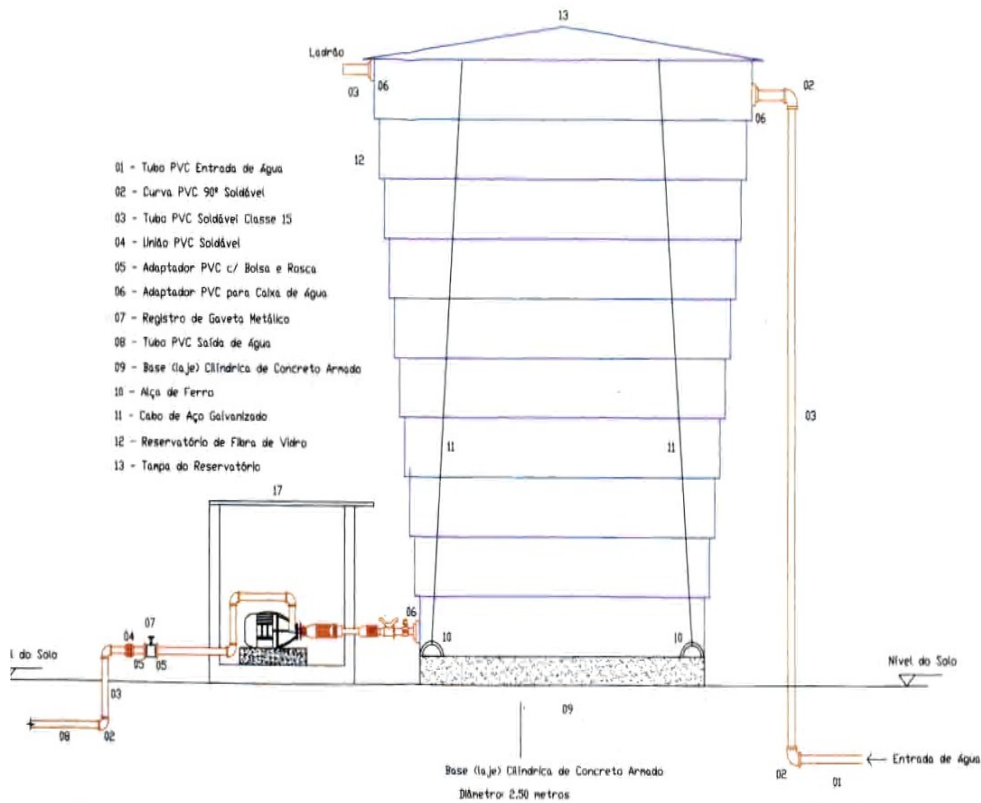 13
Ladrão
03
06
02
06
12
01 - Tubo PVC Entrada de Água
02 - Curva PVC 90º Soldável
03 - Tubo PVC Soldável Classe 15
04 - União PVC Soldável
05 - Adaptador PVC c/ Bolsa e Rosca
06 - Adaptador PVC para Caixa de Água
07 - Registro de Gaveta Metálico
08 - Tubo PVC Saída de Água
09 - Base (laje) Cilíndrica de Concreto Armado
10 - Alça de Ferro
11 - Cabo de Aço Galvanizado
12 - Reservatório de Fibra de Vidro
13 - Tampa do Reservatório
03
11
11
17
06
07
04
05
05
10
10
l do Solo
Nível do Solo
03
08
02
09
Entrada de Água
02
01
Base (laje) Cilíndrica de Concreto Armado
Diâmetro: 2.50 metros